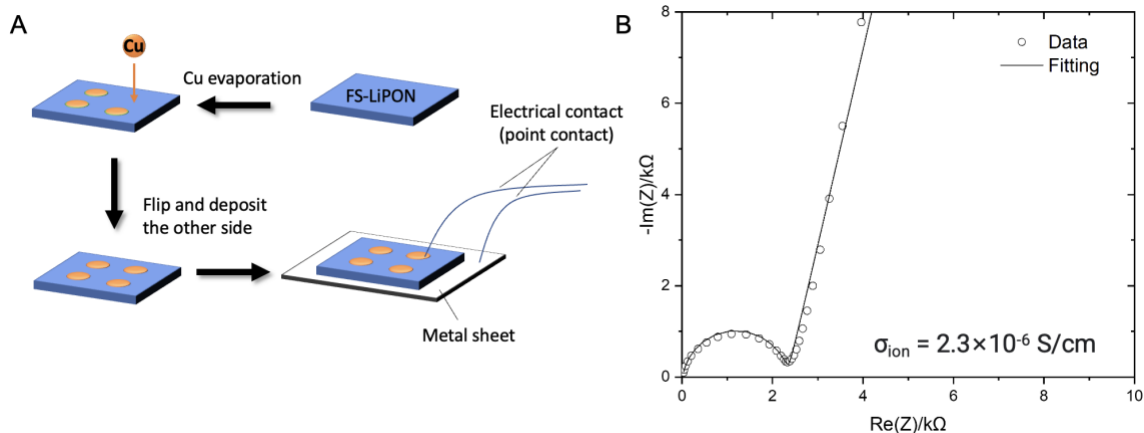 A
Cu
Cu evaporation
FS-LiPON
Electrical contact
(point contact)
Flip and deposit
the other side
Metal sheet
B
8
6
4
2
0
-Im(Z)/kΩ
Data
Fitting
σion = 2.3×10⁻⁶ S/cm
0 2 4 6 8 10
Re(Z)/kΩ